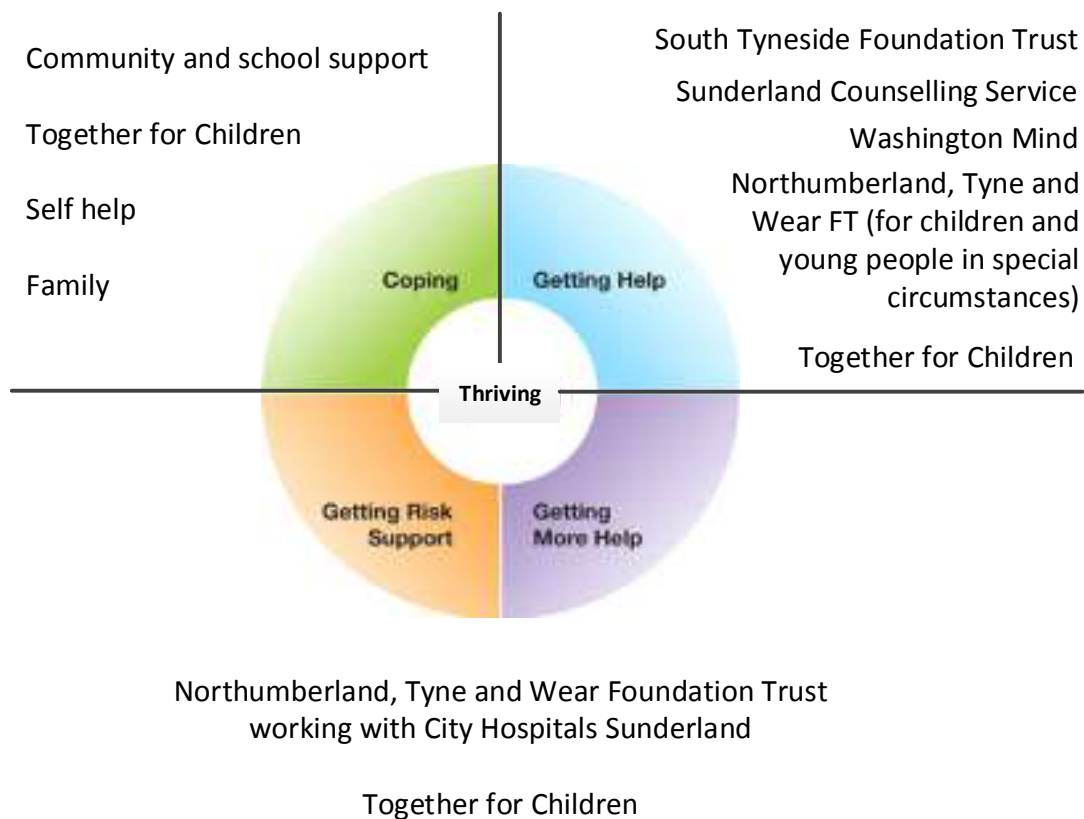 Community and school support
Together for Children
Self help
Family
South Tyneside Foundation Trust
Sunderland Counselling Service
Washington Mind
Northumberland, Tyne and
Wear FT (for children and
young people in special
circumstances)
Together for Children
Coping
Getting Help
Thriving
Getting Risk
Support
Getting
More Help
Northumberland, Tyne and Wear Foundation Trust
working with City Hospitals Sunderland
Together for Children